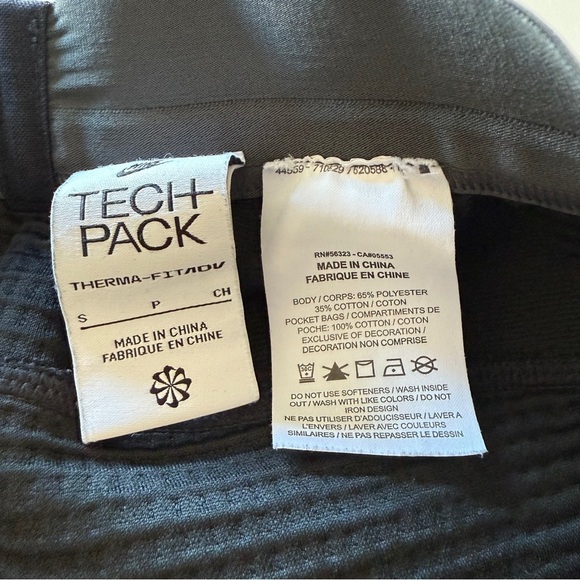 TECH
PACK
THERMA-FITADV
S P CH
MADE IN CHINA
FABRIQUE EN CHINE
RN#56323 - CA#05553
MADE IN CHINA
FABRIQUE EN CHINE
BODY / CORPS: 65% POLYESTER
35% COTTON / COTON
POCKET BAGS / COMPARTIMENTS DE
POCHE: 100% COTTON / COTON
EXCLUSIVE OF DECORATION /
DECORATION NON COMPRISE
DO NOT USE SOFTENERS / WASH INSIDE
OUT / WASH WITH LIKE COLORS / DO NOT
IRON DESIGN
NE PAS UTILISER D'ADOUCISSEUR / LAVER A
L'ENVERS / LAVER AVEC COULEURS
SIMILAIRES / NE PAS REPASSER LE DESSIN